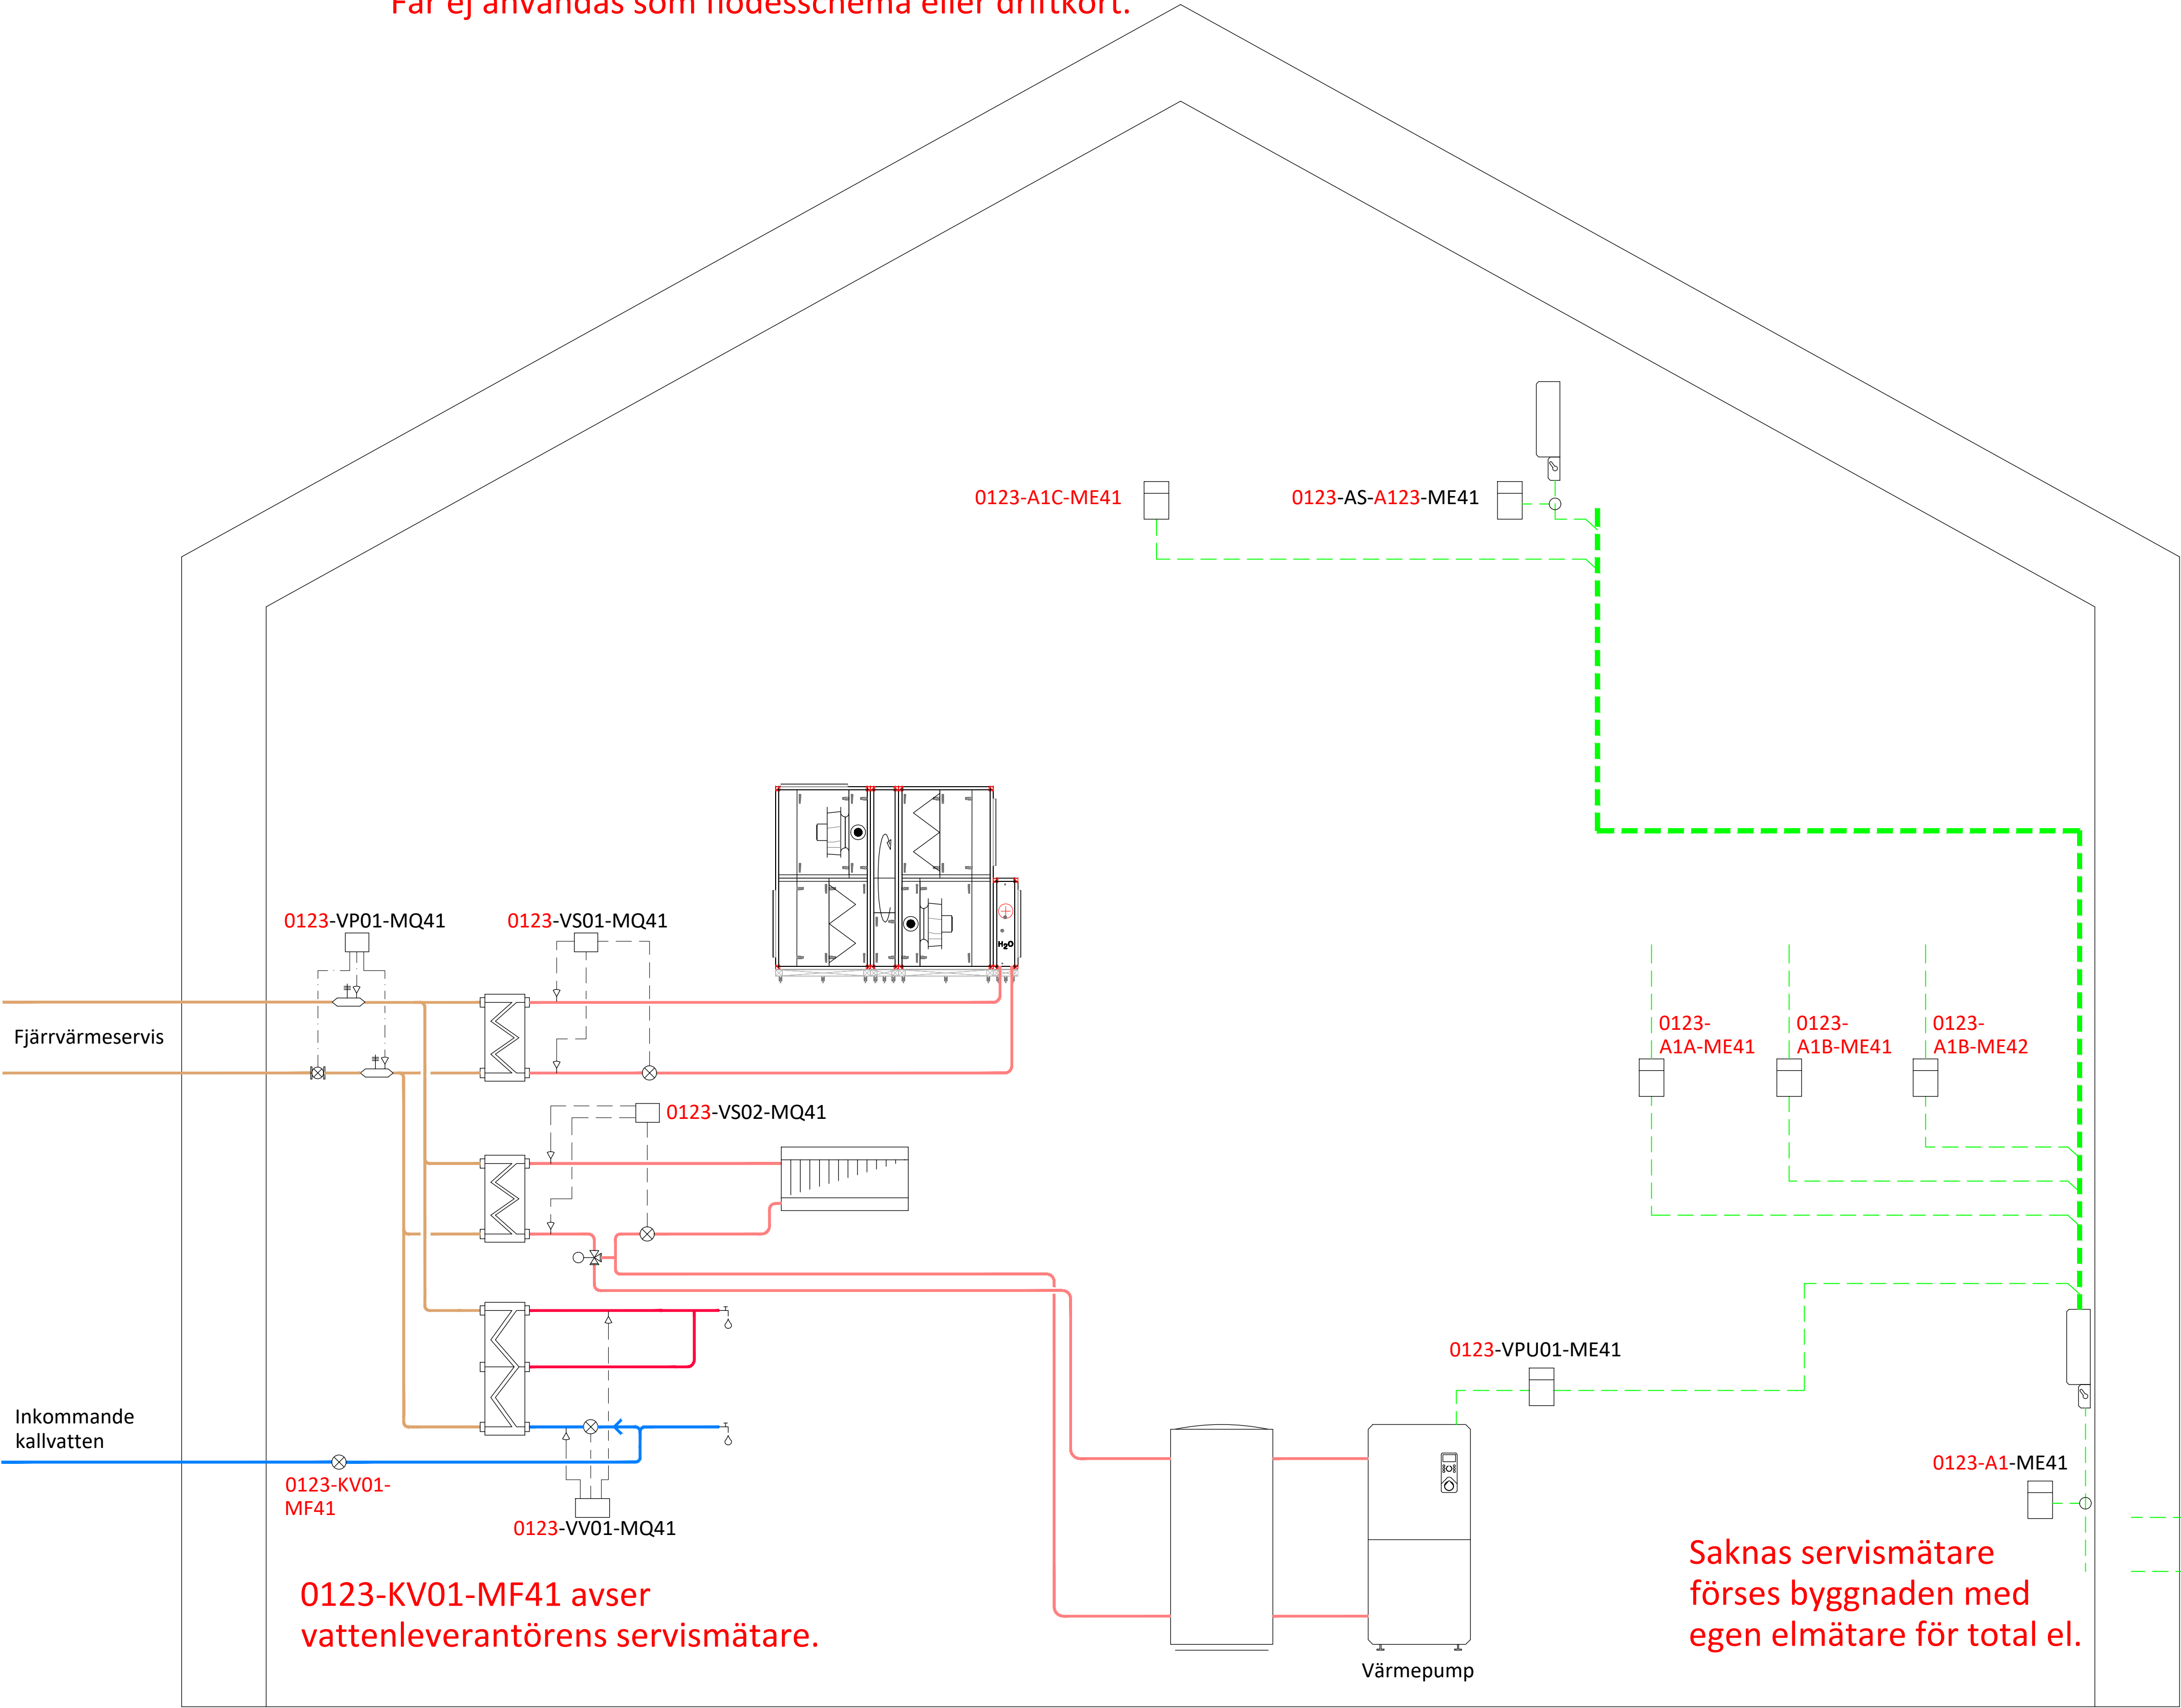 Får ej användas som flödesschema eller driftkort.
0123-A1C-ME41
0123-AS-A123-ME41
0123-VP01-MQ41
0123-VS01-MQ41
H2O
Fjärrvärmeservis
0123-
A1A-ME41
0123-
A1B-ME41
0123-
A1B-ME42
0123-VS02-MQ41
0123-VPU01-ME41
Inkommande
kallvatten
0123-KV01-
MF41
0123-VV01-MQ41
0123-A1-ME41
0123-KV01-MF41 avser
vattenleverantörens servismätare.
Saknas servismätare
förses byggnaden med
egen elmätare för total el.
Värmepump